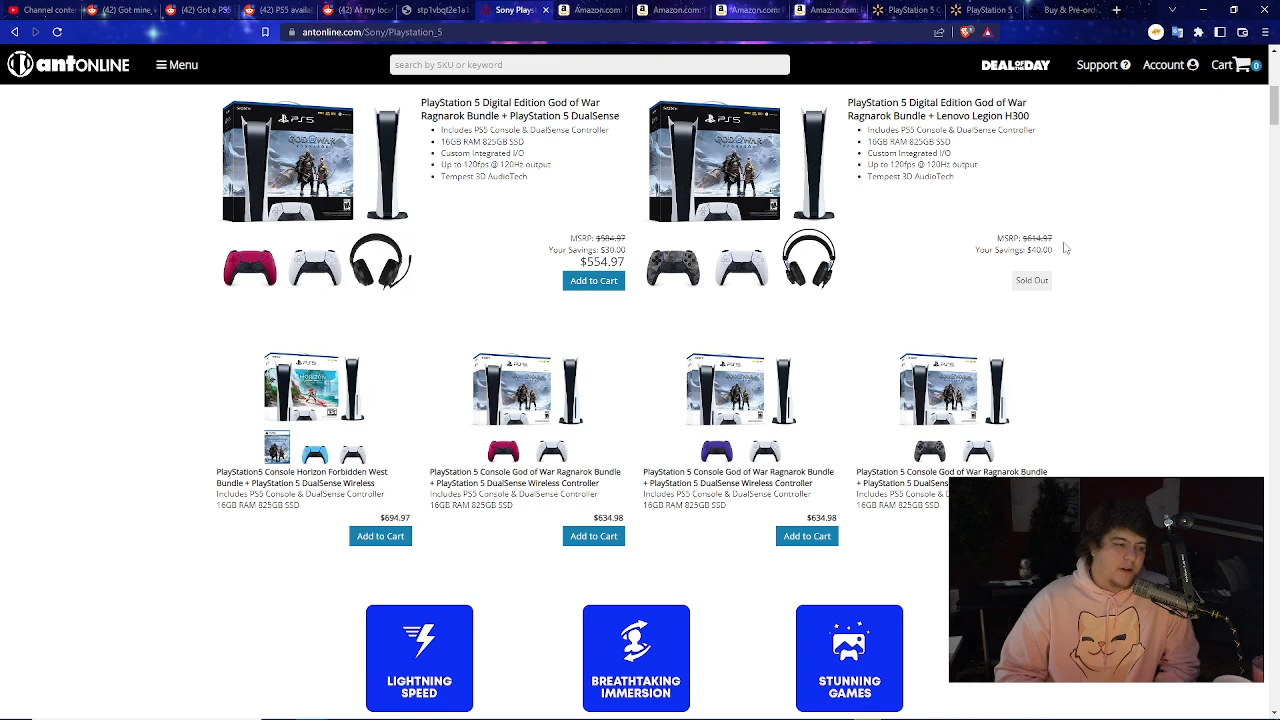 Channel conten
(42) Got mine,
(42) Got a PS5
(42) PS5 availa
(42) At my loca
stp1vbqt2e1a1
Sony Playst
Amazon.com:
Amazon.com:
Amazon.com:
Amazon.com:
PlayStation 5 C
PlayStation 5 C
Buy & Pre-ord
antonline.com/Sony/Playstation_5
antONLINE
Menu
search by SKU or keyword
DEAL OF THE DAY
Support
Account
Cart
0
PlayStation 5 Digital Edition God of War
Ragnarok Bundle + PlayStation 5 DualSense
Includes PS5 Console & DualSense Controller
16GB RAM 825GB SSD
Custom Integrated I/O
Up to 120fps @ 120Hz output
Tempest 3D AudioTech
MSRP: $584.97
Your Savings: $30.00
$554.97
Add to Cart
PlayStation 5 Digital Edition God of War
Ragnarok Bundle + Lenovo Legion H300
Includes PS5 Console & DualSense Controller
16GB RAM 825GB SSD
Custom Integrated I/O
Up to 120fps @ 120Hz output
Tempest 3D AudioTech
MSRP: $614.97
Your Savings: $40.00
Sold Out
PlayStation5 Console Horizon Forbidden West
Bundle + PlayStation 5 DualSense Wireless
Includes PS5 Console & DualSense Controller
16GB RAM 825GB SSD
$694.97
Add to Cart
PlayStation 5 Console God of War Ragnarok Bundle
+ PlayStation 5 DualSense Wireless Controller
Includes PS5 Console & DualSense Controller
16GB RAM 825GB SSD
$634.98
Add to Cart
PlayStation 5 Console God of War Ragnarok Bundle
+ PlayStation 5 DualSense Wireless Controller
Includes PS5 Console & DualSense Controller
16GB RAM 825GB SSD
$634.98
Add to Cart
PlayStation 5 Console God of War Ragnarok Bundle
+ PlayStation 5 DualSens
Includes PS5 Console & D
16GB RAM 825GB SSD
LIGHTNING
SPEED
BREATHTAKING
IMMERSION
STUNNING
GAMES